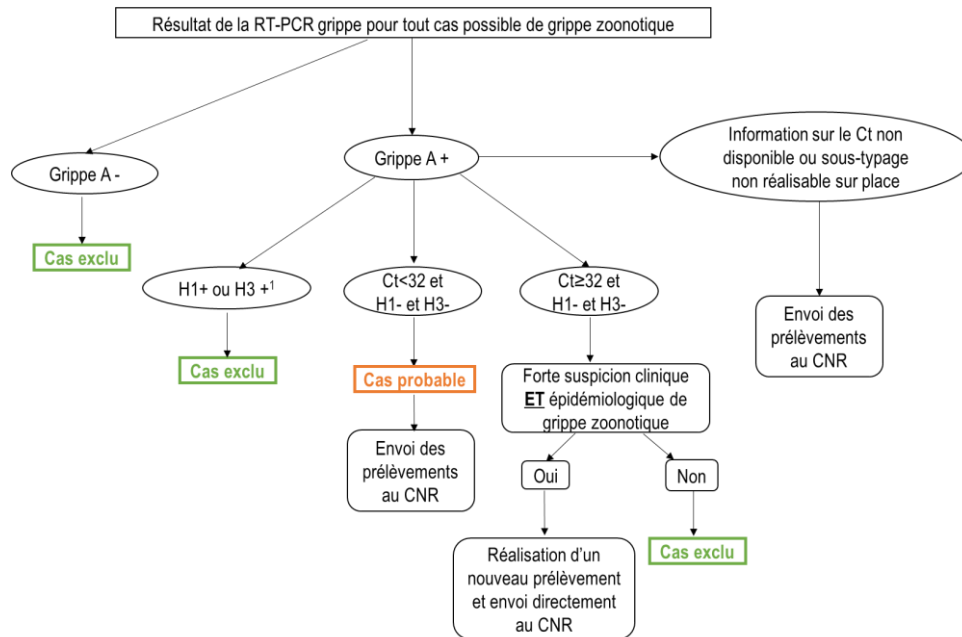 Résultat de la RT-PCR grippe pour tout cas possible de grippe zoonotique
Grippe A -
Cas exclu
Grippe A +
Information sur le Ct non
disponible ou sous-typage
non réalisable sur place
H1+ ou H3 +¹
Cas exclu
Ct<32 et
H1- et H3-
Cas probable
Envoi des
prélèvements
au CNR
Ct≥32 et
H1- et H3-
Forte suspicion clinique
ET épidémiologique de
grippe zoonotique
Oui
Réalisation d’un
nouveau prélèvement
et envoi directement
au CNR
Non
Cas exclu
Envoi des
prélèvements
au CNR